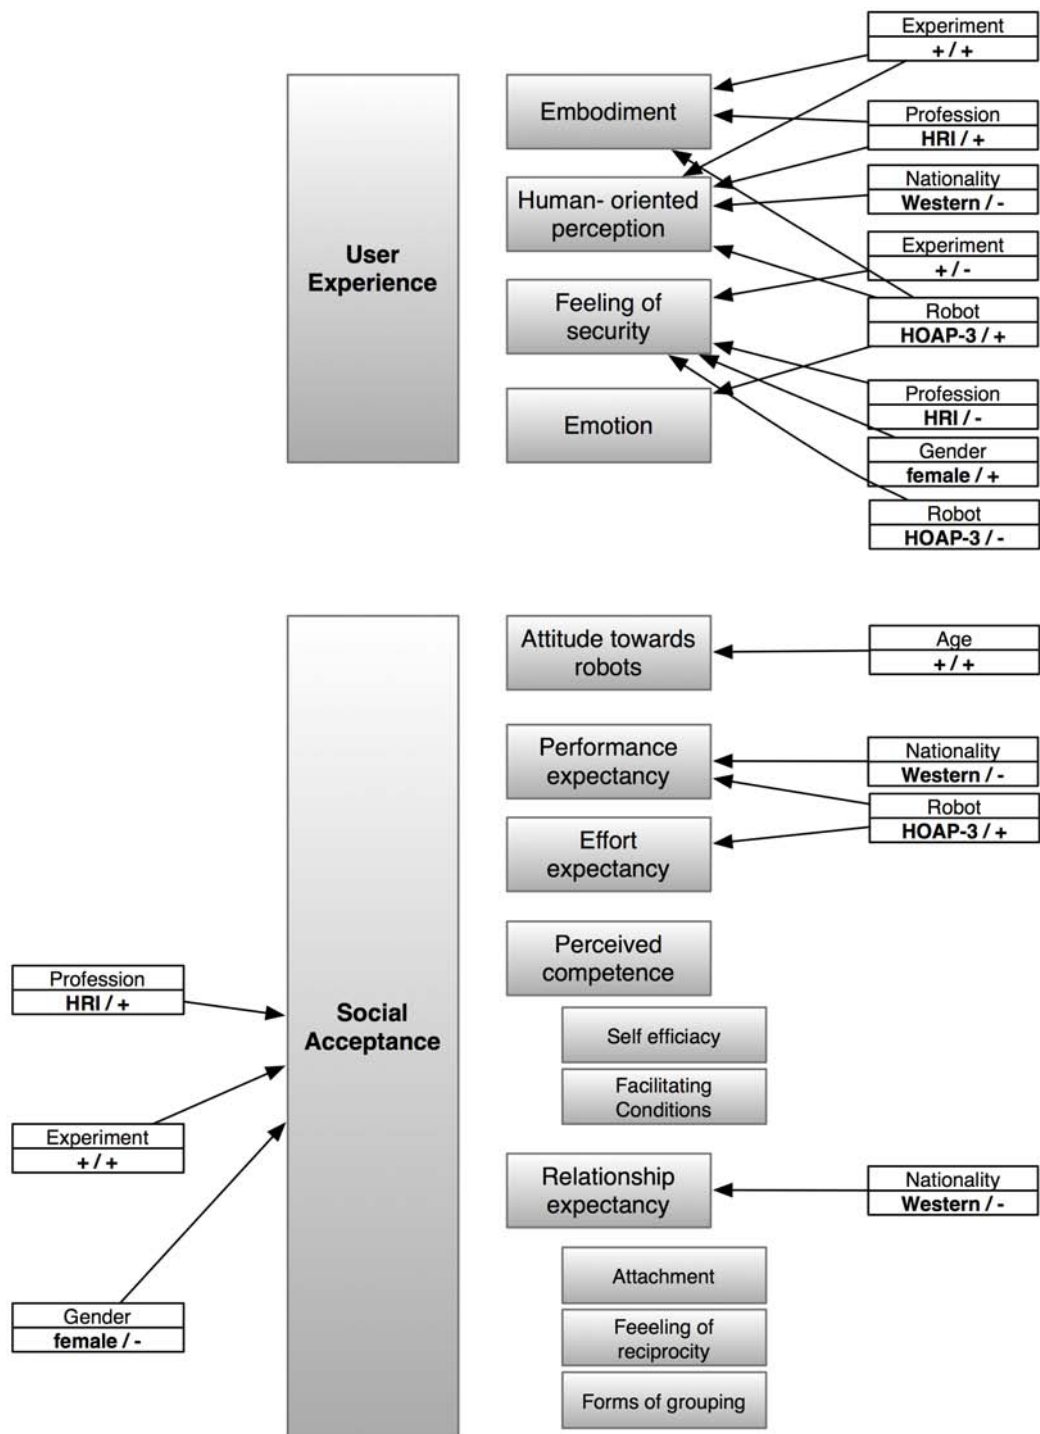 Experiment
+ / +
Embodiment
Profession
HRI / +
Human- oriented
perception
Nationality
Western / -
User
Experience
Experiment
+ / -
Feeling of
security
Robot
HOAP-3 / +
Emotion
Profession
HRI / -
Gender
female / +
Robot
HOAP-3 / -
Attitude towards
robots
Age
+ / +
Performance
expectancy
Nationality
Western / -
Robot
HOAP-3 / +
Effort
expectancy
Perceived
competence
Profession
HRI / +
Social
Acceptance
Self efficiacy
Facilitating
Conditions
Experiment
+ / +
Relationship
expectancy
Nationality
Western / -
Attachment
Gender
female / -
Feeeling of
reciprocity
Forms of grouping